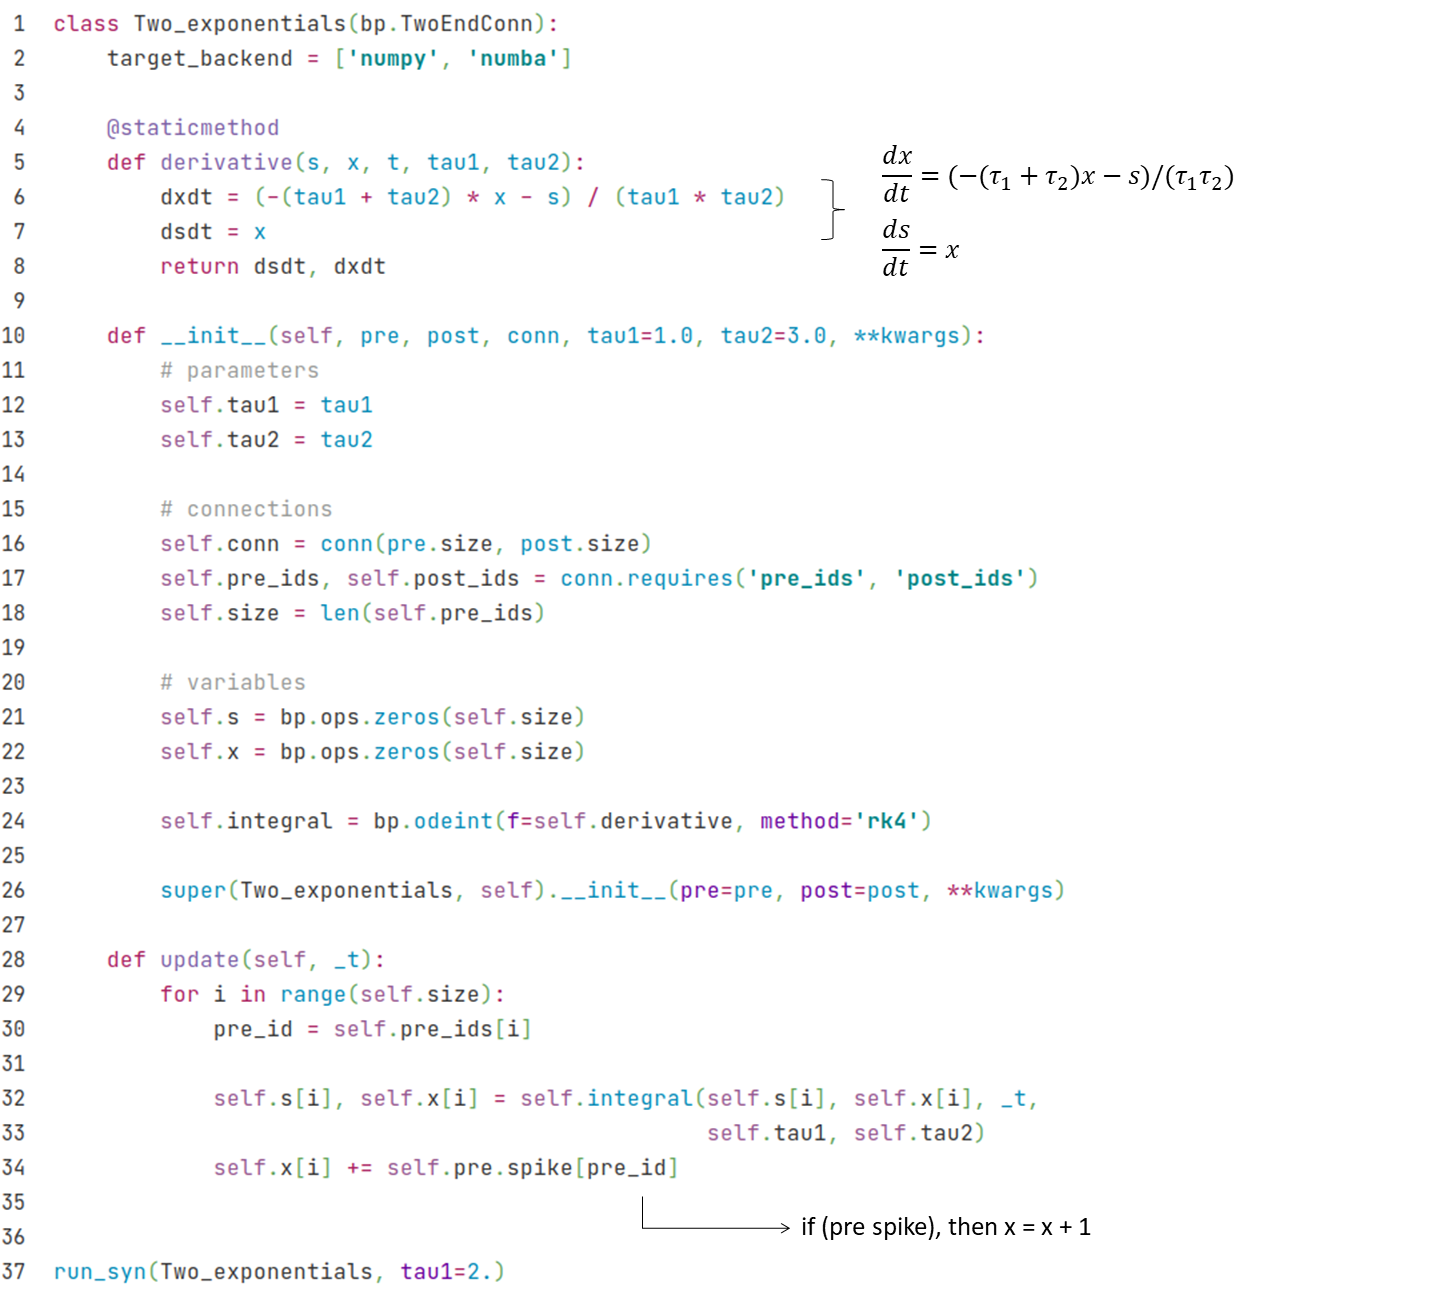 1 class Two_exponentials(bp.TwoEndConn):
2     target_backend = ['numpy', 'numba']
3
4     @staticmethod
5     def derivative(s, x, t, tau1, tau2):
6         dxdt = (-(tau1 + tau2) * x - s) / (tau1 * tau2)
7         dsdt = x
8         return dsdt, dxdt
dx/dt = (−(τ₁ + τ₂)x − s)/(τ₁τ₂)
ds/dt = x
9
10     def __init__(self, pre, post, conn, tau1=1.0, tau2=3.0, **kwargs):
11         # parameters
12         self.tau1 = tau1
13         self.tau2 = tau2
14
15         # connections
16         self.conn = conn(pre.size, post.size)
17         self.pre_ids, self.post_ids = conn.requires('pre_ids', 'post_ids')
18         self.size = len(self.pre_ids)
19
20         # variables
21         self.s = bp.ops.zeros(self.size)
22         self.x = bp.ops.zeros(self.size)
23
24         self.integral = bp.odeint(f=self.derivative, method='rk4')
25
26         super(Two_exponentials, self).__init__(pre=pre, post=post, **kwargs)
27
28     def update(self, _t):
29         for i in range(self.size):
30             pre_id = self.pre_ids[i]
31
32             self.s[i], self.x[i] = self.integral(self.s[i], self.x[i], _t,
33                                                  self.tau1, self.tau2)
34             self.x[i] += self.pre.spike[pre_id]
35
if (pre spike), then x = x + 1
36
37 run_syn(Two_exponentials, tau1=2.)